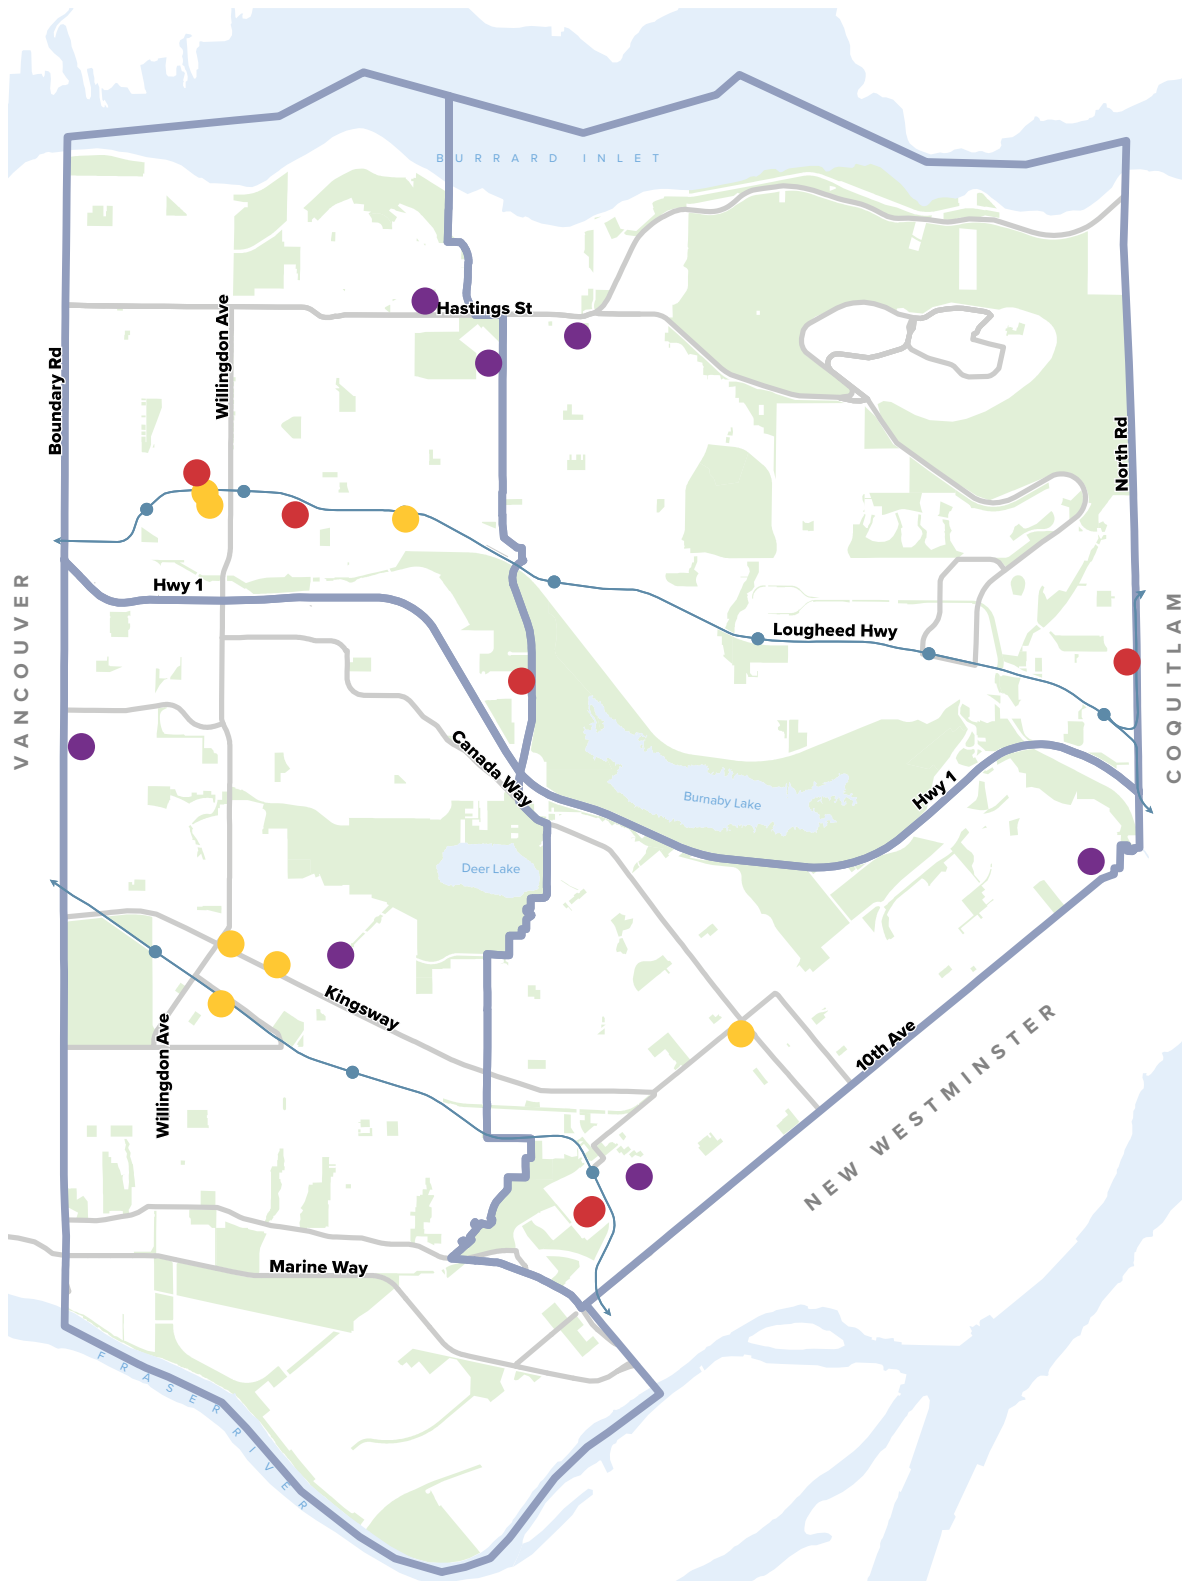 BURRARD INLET
Hastings St
Willingdon Ave
Boundary Rd
North Rd
Hwy 1
Lougheed Hwy
VANCOUVER
COQUITLAM
Canada Way
Burnaby Lake
Hwy 1
Deer Lake
Kingsway
10th Ave
Willingdon Ave
NEW WESTMINSTER
Marine Way
FRASER RIVER